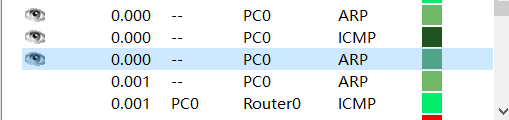 0.000 -- PC0 ARP
0.000 -- PC0 ICMP
0.000 -- PC0 ARP
0.001 -- PC0 ARP
0.001 PC0 Router0 ICMP